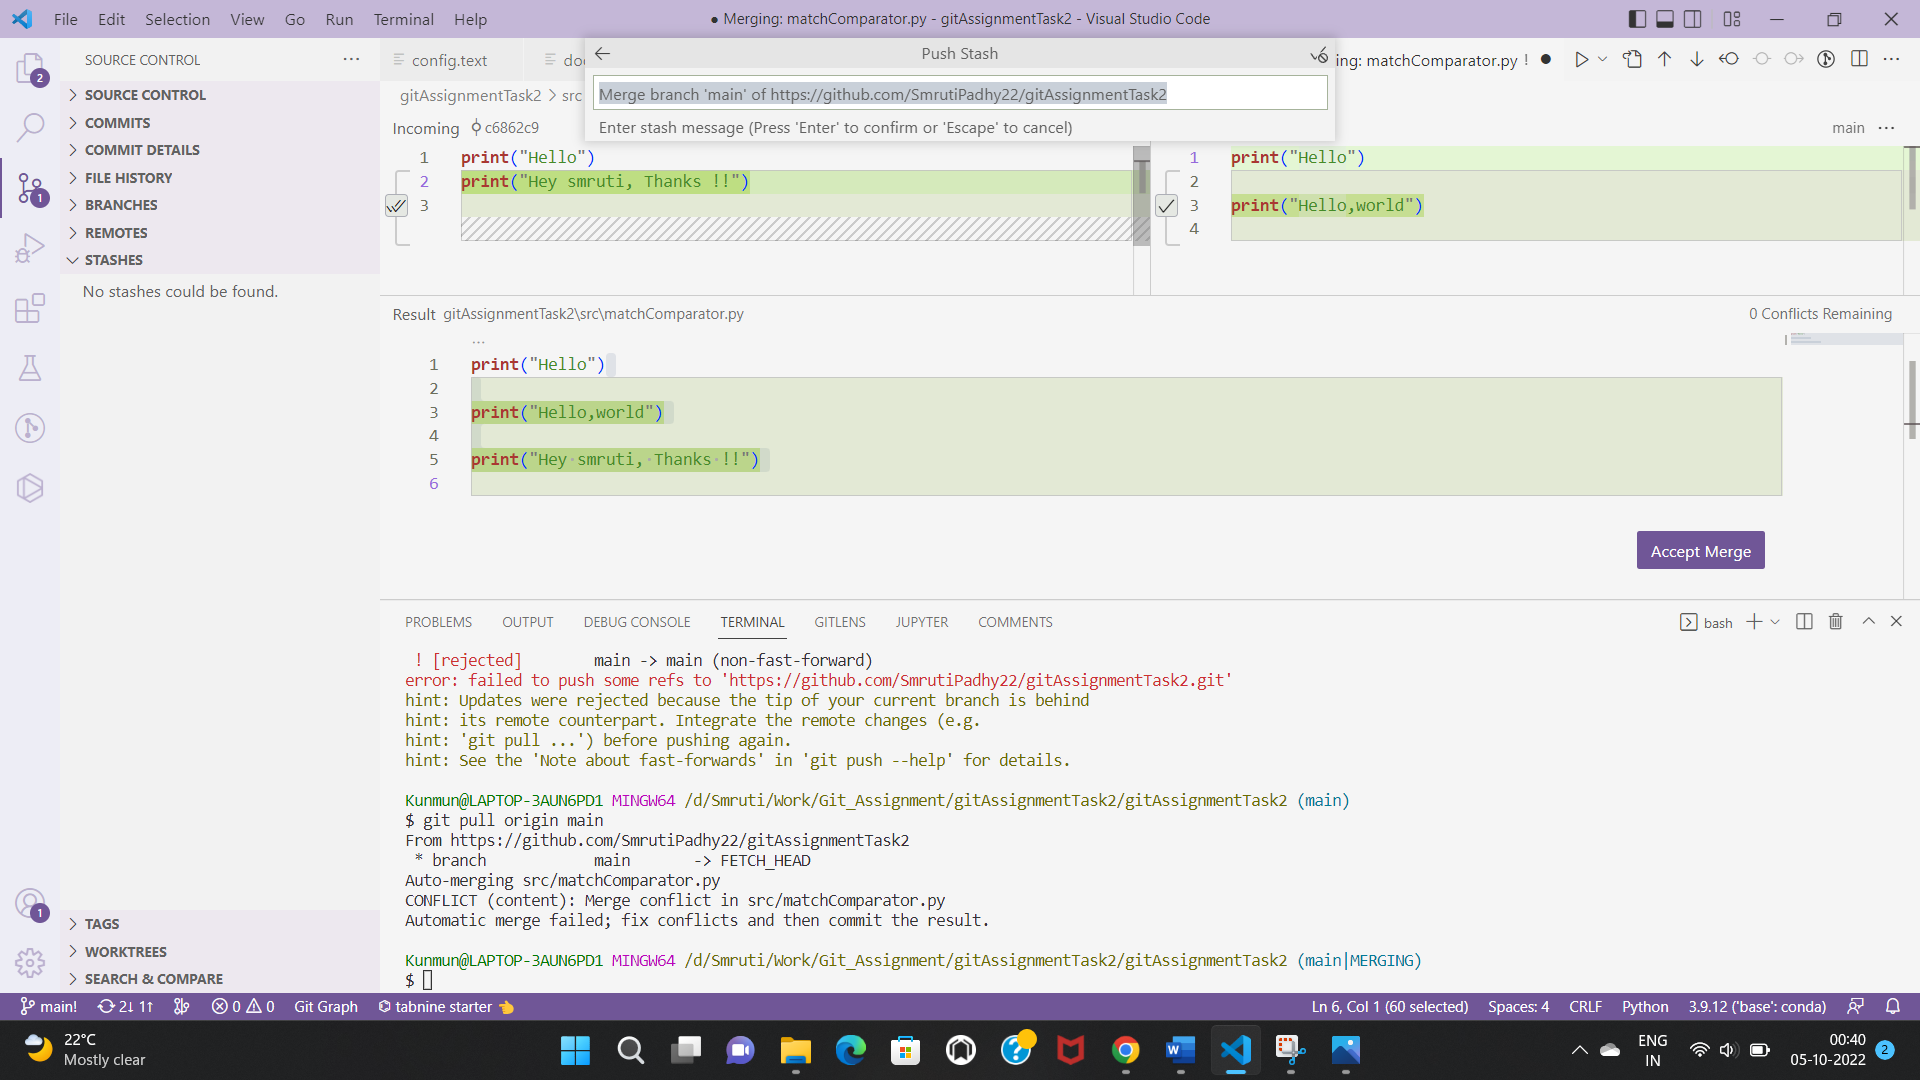 File Edit Selection View Go Run Terminal Help
● Merging: matchComparator.py - gitAssignmentTask2 - Visual Studio Code
SOURCE CONTROL
SOURCE CONTROL
COMMITS
COMMIT DETAILS
FILE HISTORY
BRANCHES
REMOTES
STASHES
No stashes could be found.
TAGS
WORKTREES
SEARCH & COMPARE
2
1
1
config.text
ing: matchComparator.py !
Push Stash
Merge branch 'main' of https://github.com/SmrutiPadhy22/gitAssignmentTask2
Enter stash message (Press 'Enter' to confirm or 'Escape' to cancel)
gitAssignmentTask2 > src
Incoming c6862c9
main
1 print("Hello")
2 print("Hey smruti, Thanks !!")
3
1 print("Hello")
2
3 print("Hello,world")
4
Result gitAssignmentTask2\src\matchComparator.py
0 Conflicts Remaining
1 print("Hello")
2
3 print("Hello,world")
4
5 print("Hey·smruti,·Thanks·!!")
6
Accept Merge
PROBLEMS OUTPUT DEBUG CONSOLE TERMINAL GITLENS JUPYTER COMMENTS
bash
! [rejected] main -> main (non-fast-forward)
error: failed to push some refs to 'https://github.com/SmrutiPadhy22/gitAssignmentTask2.git'
hint: Updates were rejected because the tip of your current branch is behind
hint: its remote counterpart. Integrate the remote changes (e.g.
hint: 'git pull ...') before pushing again.
hint: See the 'Note about fast-forwards' in 'git push --help' for details.
Kunmun@LAPTOP-3AUN6PD1 MINGW64 /d/Smruti/Work/Git_Assignment/gitAssignmentTask2/gitAssignmentTask2 (main)
$ git pull origin main
From https://github.com/SmrutiPadhy22/gitAssignmentTask2
* branch main -> FETCH_HEAD
Auto-merging src/matchComparator.py
CONFLICT (content): Merge conflict in src/matchComparator.py
Automatic merge failed; fix conflicts and then commit the result.
Kunmun@LAPTOP-3AUN6PD1 MINGW64 /d/Smruti/Work/Git_Assignment/gitAssignmentTask2/gitAssignmentTask2 (main|MERGING)
$
main! 2↓ 1↑ 0 0 Git Graph tabnine starter
Ln 6, Col 1 (60 selected) Spaces: 4 CRLF Python 3.9.12 ('base': conda)
22°C
Mostly clear
ENG
IN
00:40
05-10-2022
2